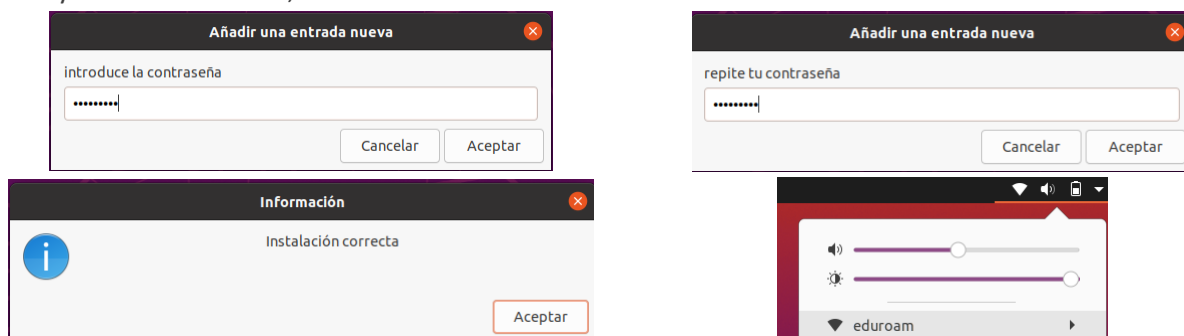 Añadir una entrada nueva
introduce la contraseña
Cancelar Aceptar
Añadir una entrada nueva
repite tu contraseña
Cancelar Aceptar
Información
Instalación correcta
Aceptar
eduroam